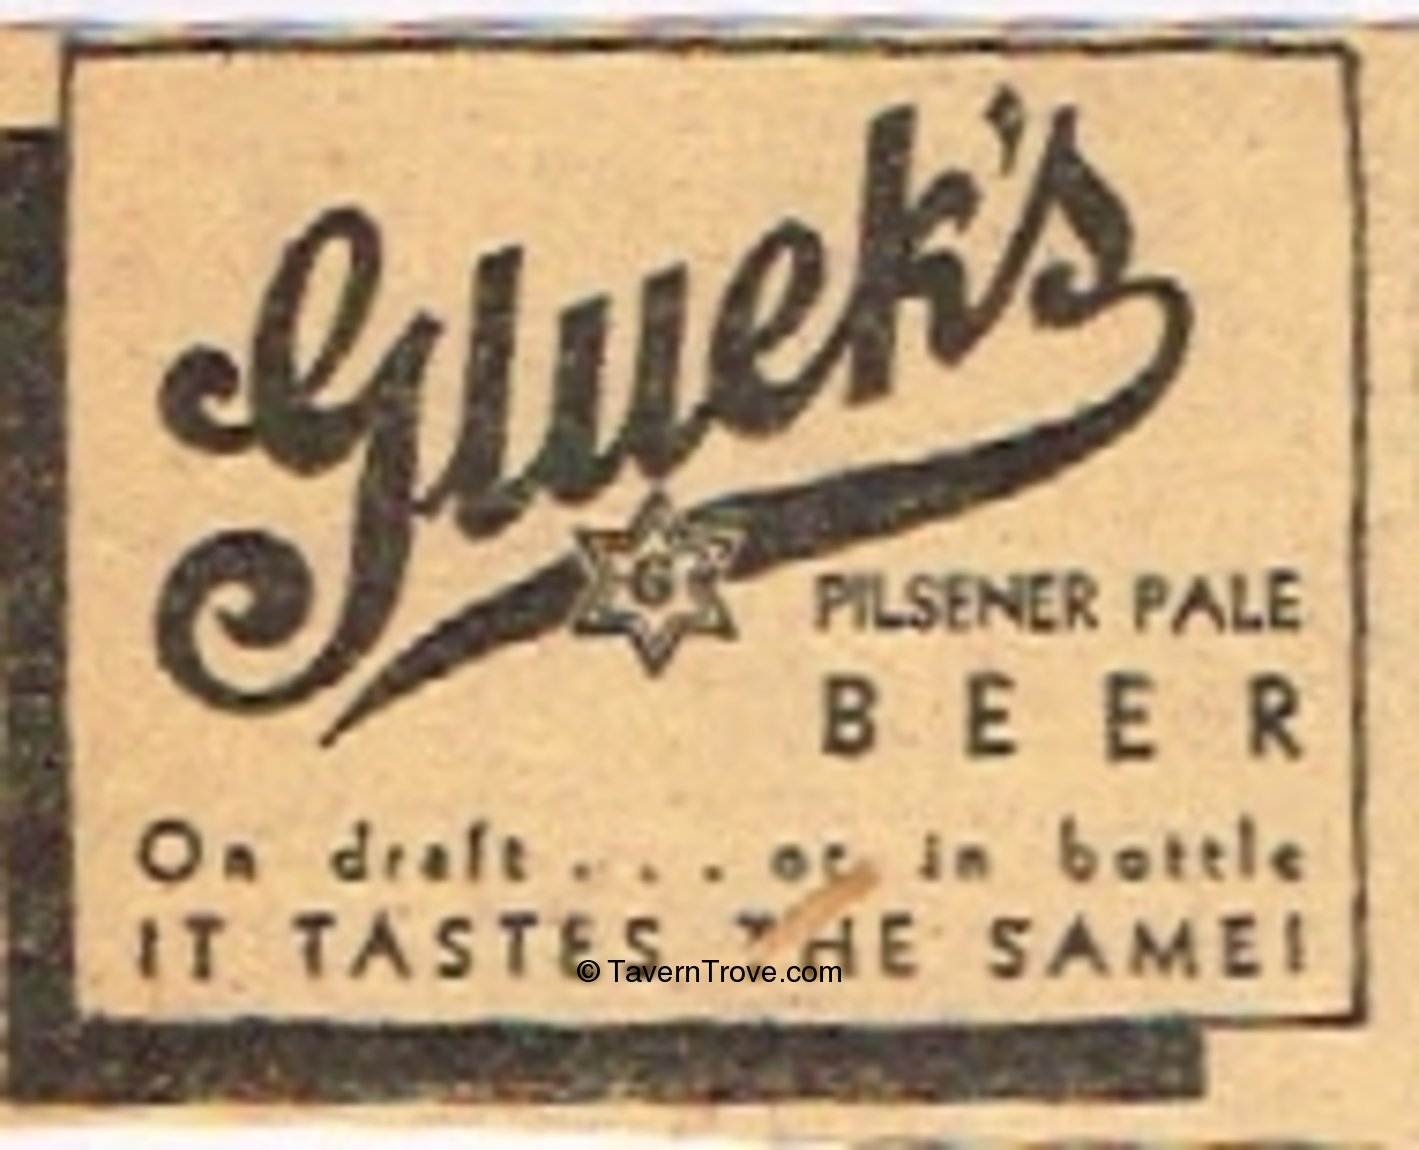 Gluek's
G
PILSENER PALE
BEER
On draft . . . or in bottle
IT TASTES THE SAME!
© TavernTrove.com